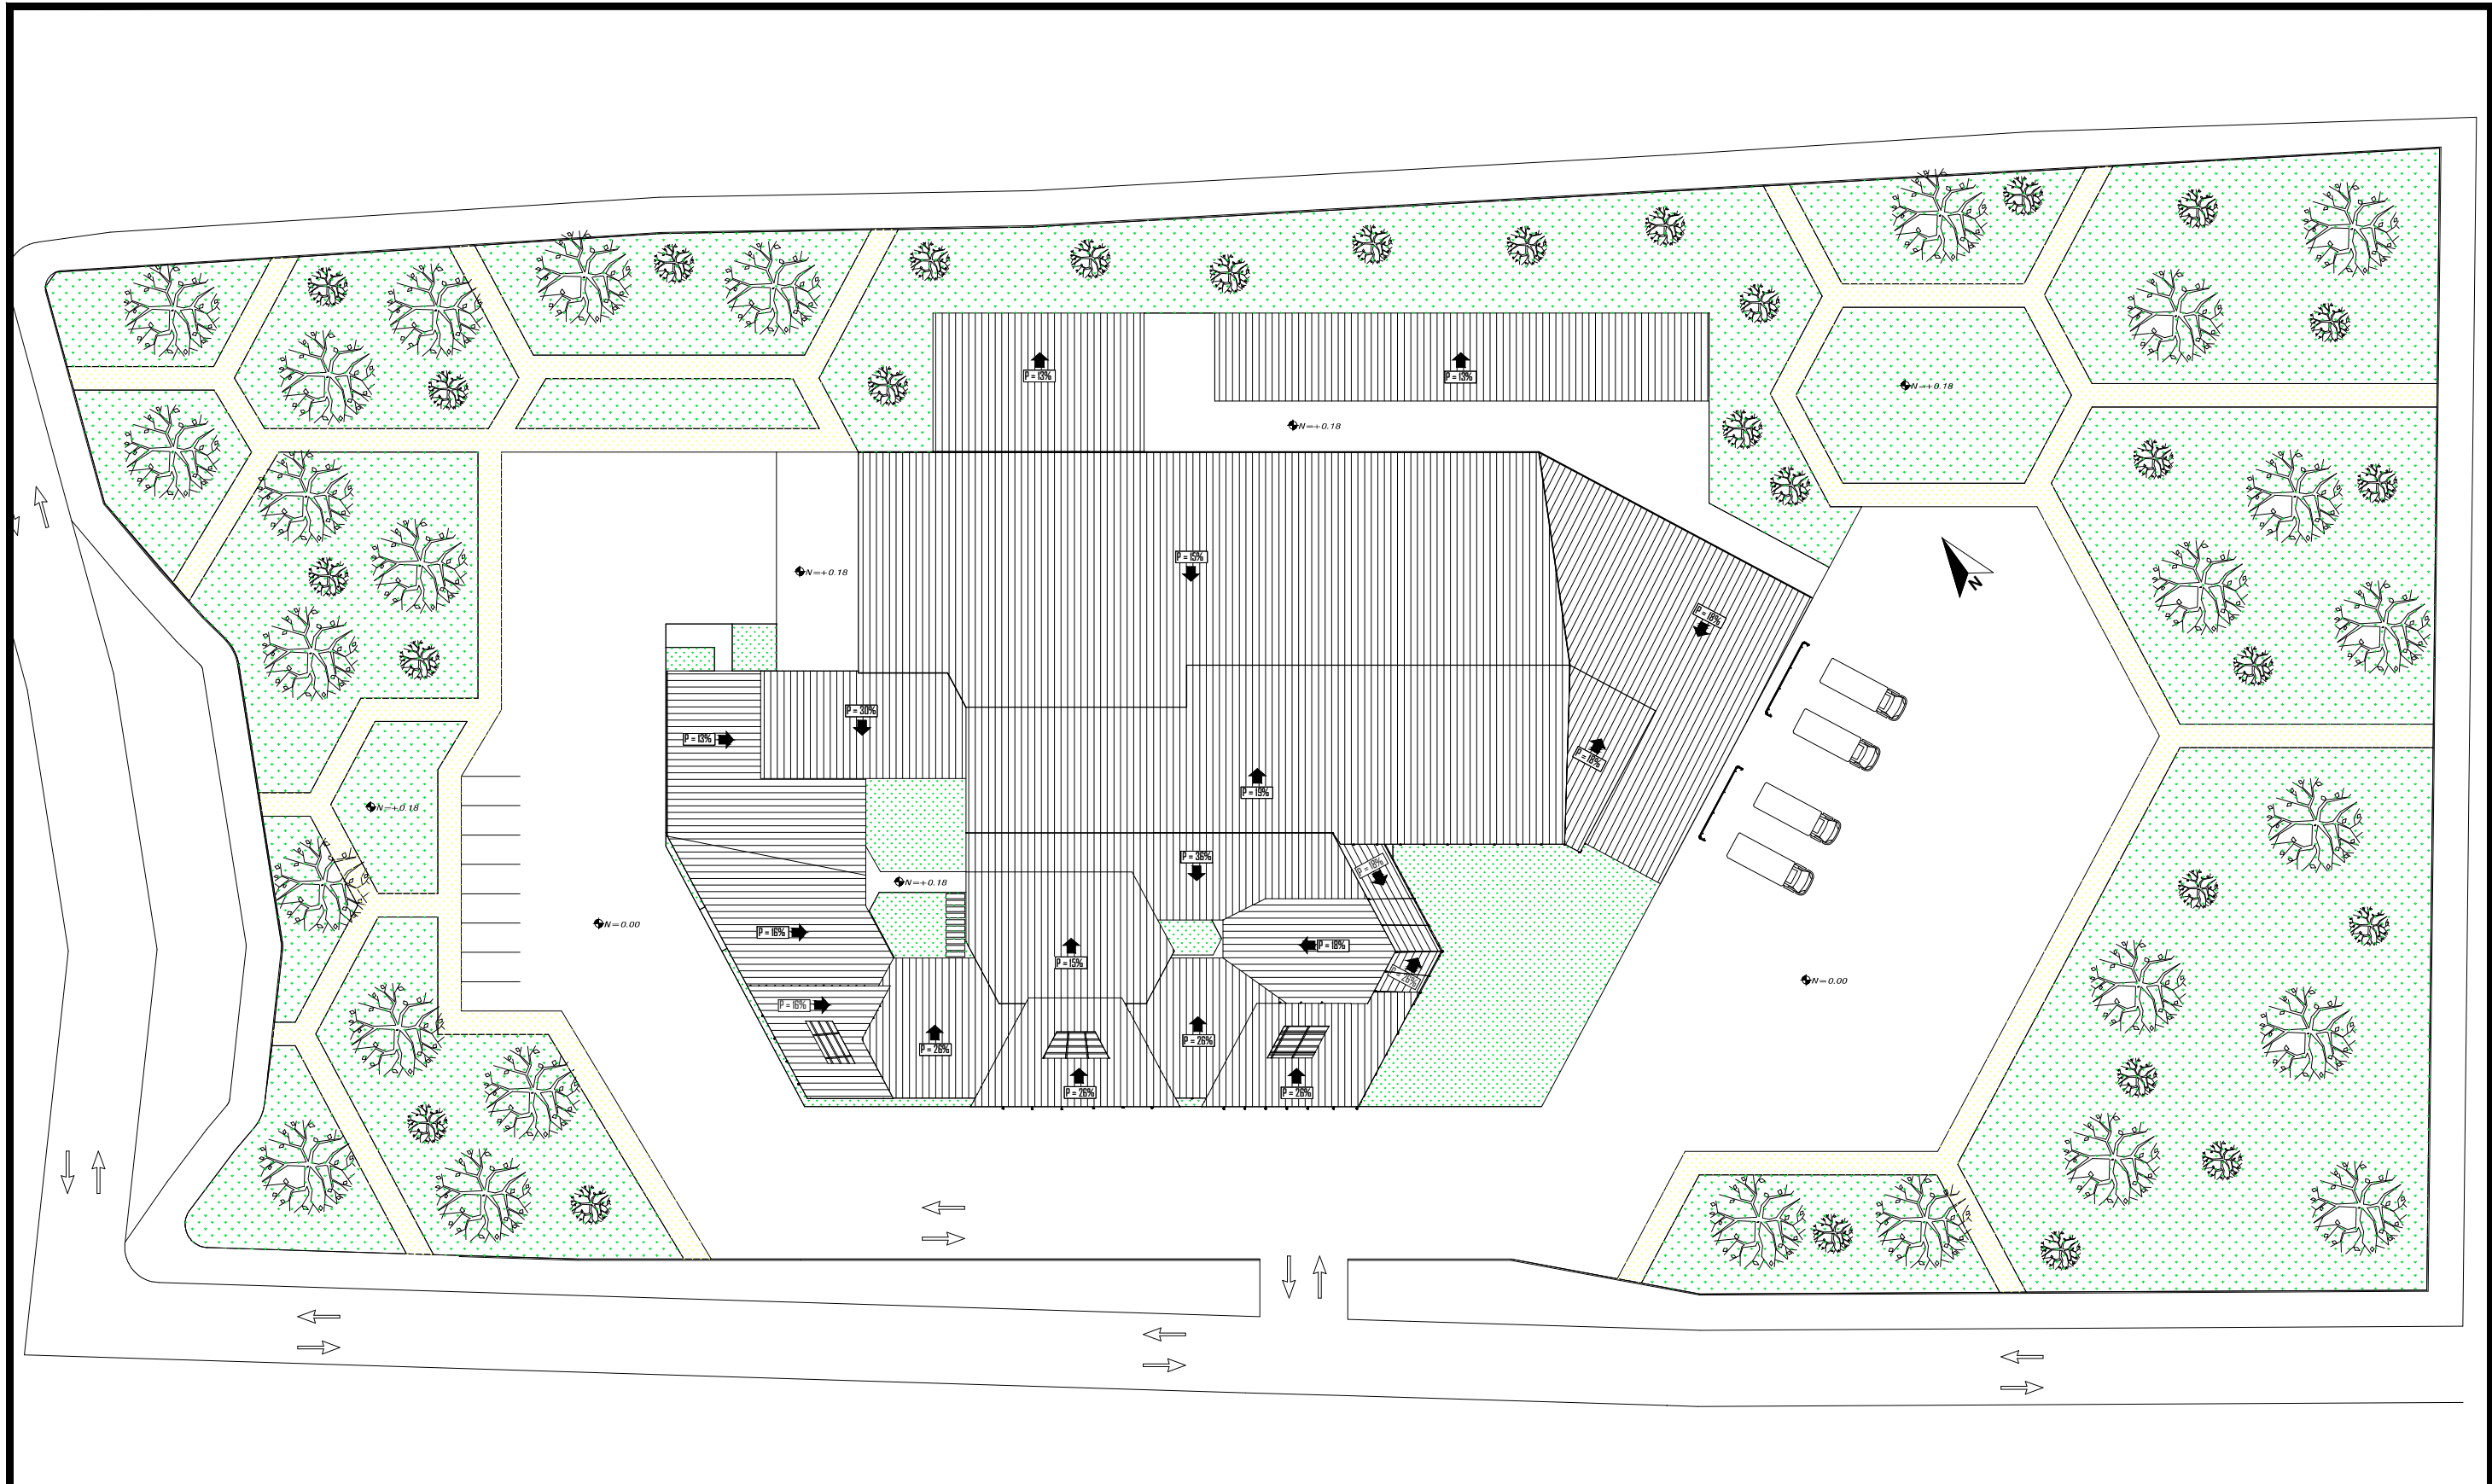 P = 13%
P = 13%
N=+0.18
N=+0.18
P = 15%
N=+0.18
N
P = 18%
P = 30%
P = 13%
P = 18%
P = 19%
N=+0.18
P = 36%
P = 18%
N=+0.18
N=0.00
P = 16%
P = 18%
P = 15%
N=0.00
P = 16%
P = 26%
P = 26%
P = 26%
P = 26%